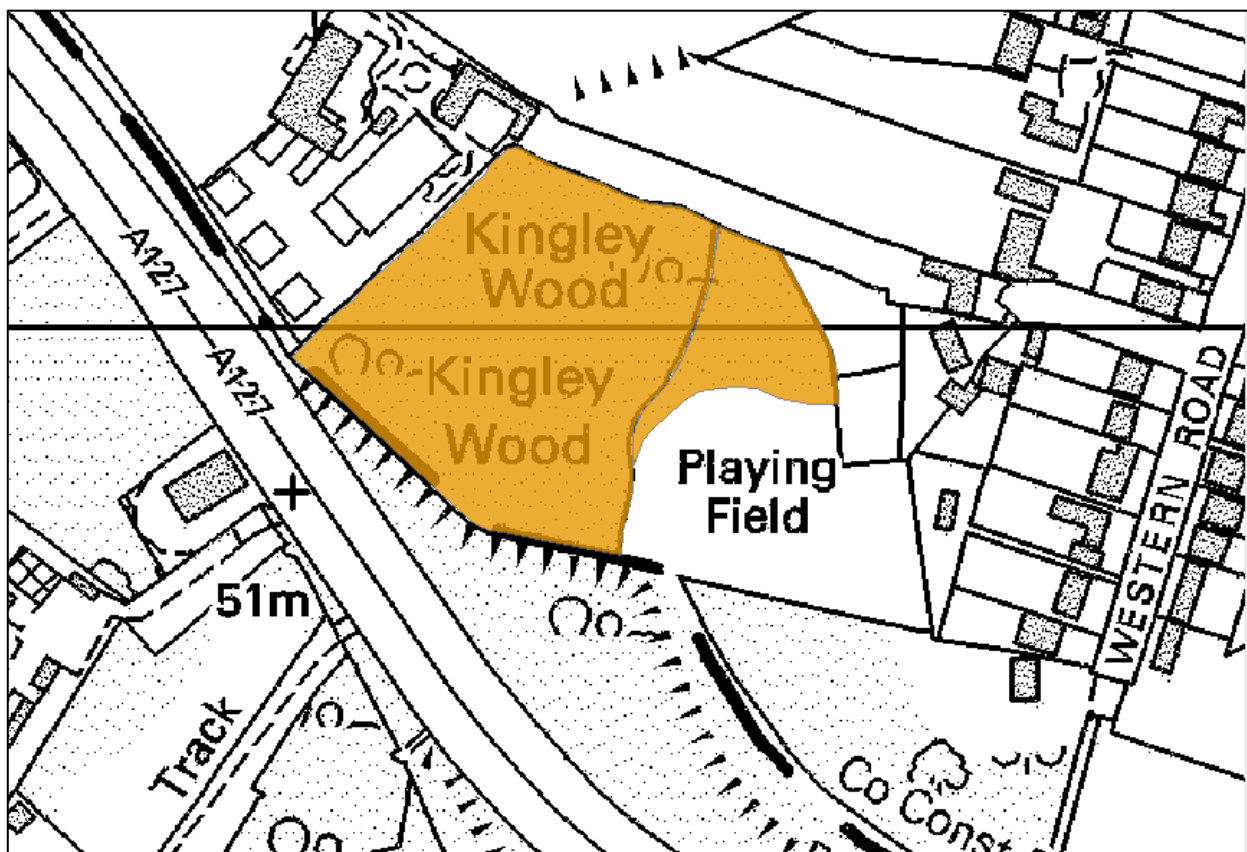 Kingley
Wood
A127
A127
Kingley
Wood
Playing
Field
WESTERN ROAD
51m
Track
Co Const